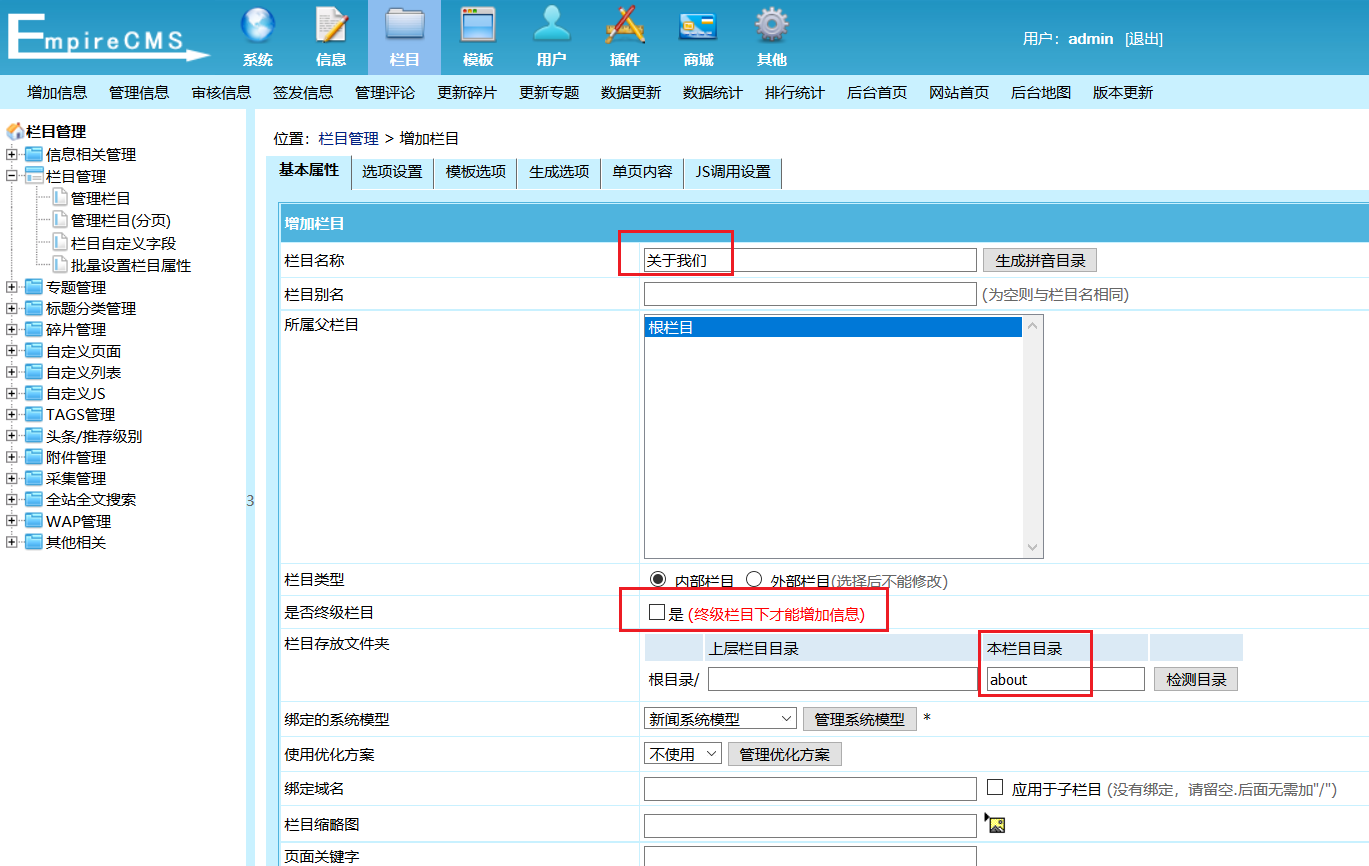 EmpireCMS
系统 信息 栏目 模板 用户 插件 商城 其他
用户：admin [退出]
增加信息 管理信息 审核信息 签发信息 管理评论 更新碎片 更新专题 数据更新 数据统计 排行统计 后台首页 网站首页 后台地图 版本更新
栏目管理
信息相关管理
栏目管理
管理栏目
管理栏目(分页)
栏目自定义字段
批量设置栏目属性
专题管理
标题分类管理
碎片管理
自定义页面
自定义列表
自定义JS
TAGS管理
头条/推荐级别
附件管理
采集管理
全站全文搜索
WAP管理
其他相关
3
位置：栏目管理 > 增加栏目
基本属性 选项设置 模板选项 生成选项 单页内容 JS调用设置
增加栏目
栏目名称 关于我们 生成拼音目录
栏目别名 (为空则与栏目名相同)
所属父栏目 根栏目
栏目类型 内部栏目 外部栏目(选择后不能修改)
是否终级栏目 是 (终级栏目下才能增加信息)
栏目存放文件夹 上层栏目目录 本栏目目录
根目录/ about 检测目录
绑定的系统模型 新闻系统模型 管理系统模型 *
使用优化方案 不使用 管理优化方案
绑定域名 应用于子栏目 (没有绑定，请留空.后面无需加"/")
栏目缩略图
页面关键字